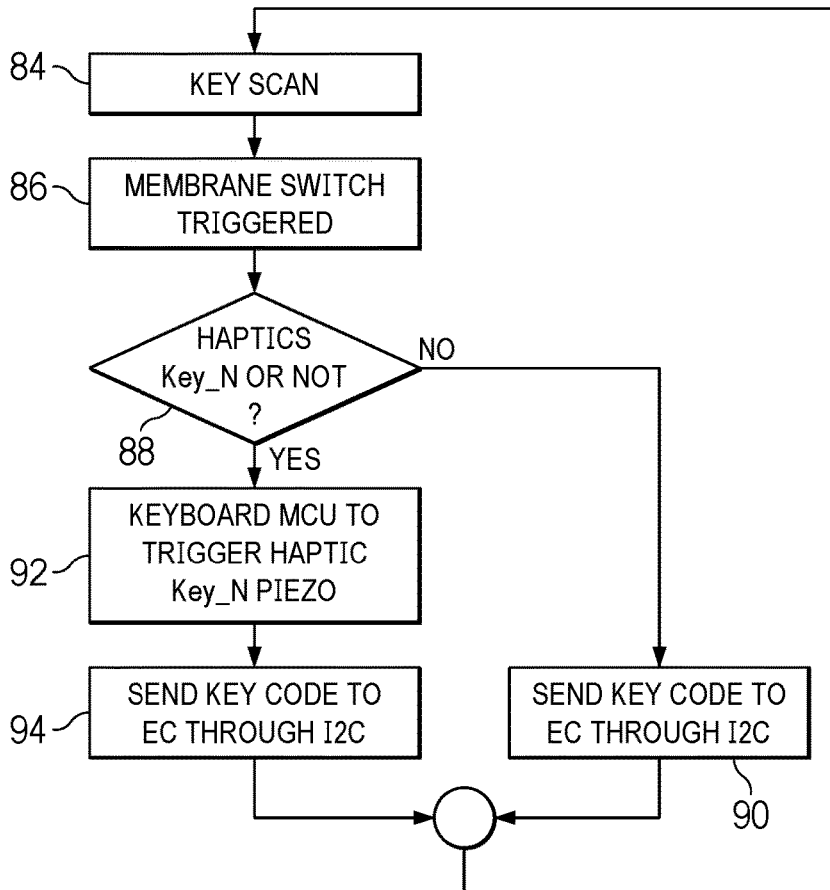 84
KEY SCAN
86
MEMBRANE SWITCH
TRIGGERED
HAPTICS
Key_N OR NOT
?
NO
88
YES
KEYBOARD MCU TO
TRIGGER HAPTIC
Key_N PIEZO
92
SEND KEY CODE TO
EC THROUGH I2C
94
SEND KEY CODE TO
EC THROUGH I2C
90